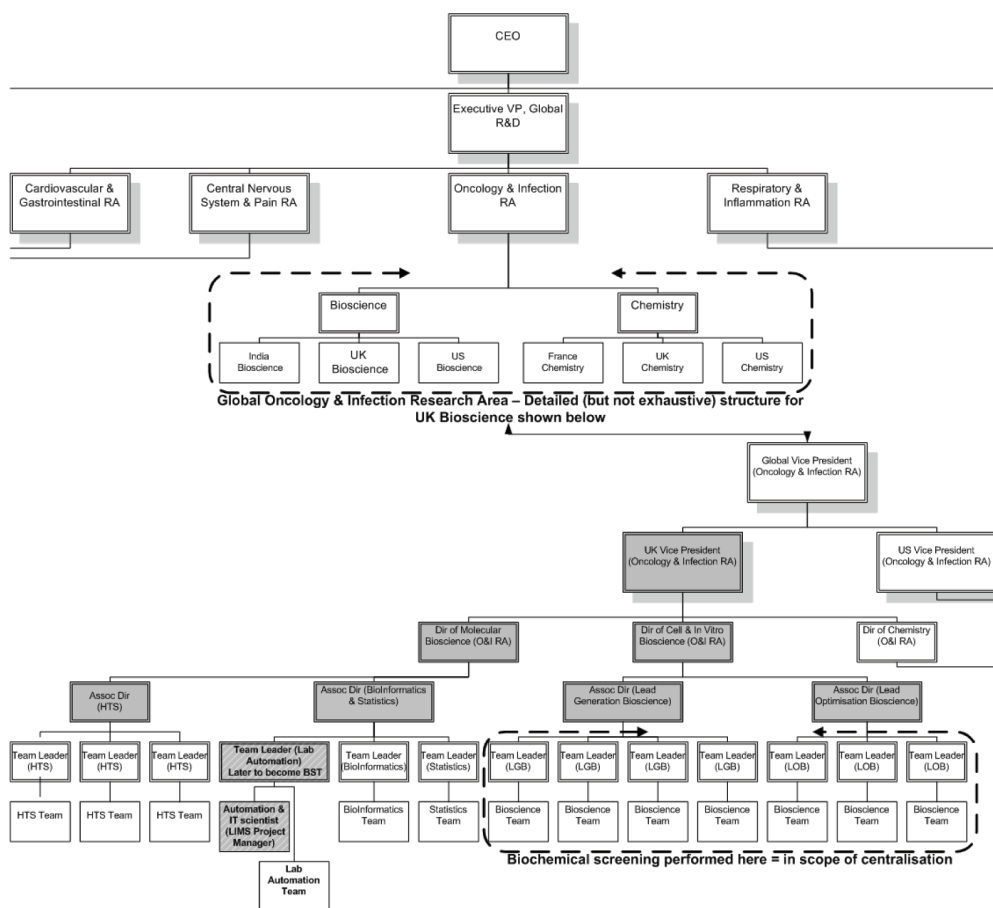 CEO
Executive VP, Global
R&D
Cardiovascular &
Gastrointestinal RA
Central Nervous
System & Pain RA
Oncology & Infection
RA
Respiratory &
Inflammation RA
Bioscience
Chemistry
India
Bioscience
UK
Bioscience
US
Bioscience
France
Chemistry
UK
Chemistry
US
Chemistry
Global Oncology & Infection Research Area – Detailed (but not exhaustive) structure for
UK Bioscience shown below
Global Vice President
(Oncology & Infection RA)
UK Vice President
(Oncology & Infection RA)
US Vice President
(Oncology & Infection RA)
Dir of Molecular
Bioscience (O&I RA)
Dir of Cell & In Vitro
Bioscience (O&I RA)
Dir of Chemistry
(O&I RA)
Assoc Dir
(HTS)
Assoc Dir (BioInformatics
& Statistics)
Assoc Dir (Lead
Generation Bioscience)
Assoc Dir (Lead
Optimisation Bioscience)
Team Leader
(HTS)
Team Leader
(HTS)
Team Leader
(HTS)
Team Leader (Lab
Automation)
Later to become BST
Team Leader
(BioInformatics)
Team Leader
(Statistics)
Team Leader
(LGB)
Team Leader
(LGB)
Team Leader
(LGB)
Team Leader
(LGB)
Team Leader
(LOB)
Team Leader
(LOB)
Team Leader
(LOB)
HTS Team
HTS Team
HTS Team
Automation &
IT scientist
(LIMS Project
Manager)
BioInformatics
Team
Statistics
Team
Bioscience
Team
Bioscience
Team
Bioscience
Team
Bioscience
Team
Bioscience
Team
Bioscience
Team
Bioscience
Team
Biochemical screening performed here = in scope of centralisation
Lab
Automation
Team